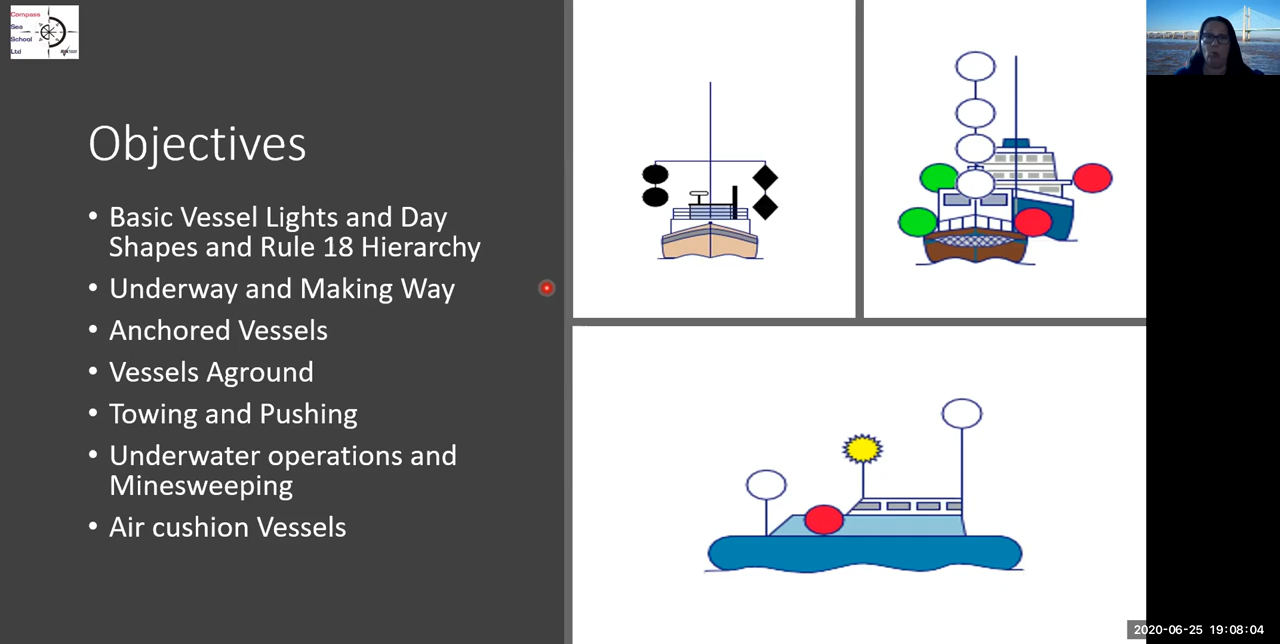 Compass
Sea
School
Ltd
Objectives
• Basic Vessel Lights and Day
Shapes and Rule 18 Hierarchy
• Underway and Making Way
• Anchored Vessels
• Vessels Aground
• Towing and Pushing
• Underwater operations and
Minesweeping
• Air cushion Vessels
2020-06-25 19:08:04